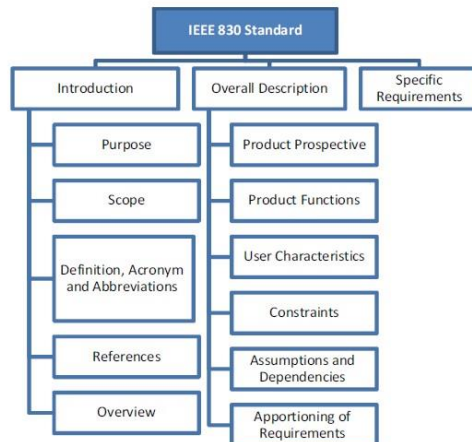 IEEE 830 Standard
Introduction
Overall Description
Specific
Requirements
Purpose
Scope
Definition, Acronym
and Abbreviations
References
Overview
Product Prospective
Product Functions
User Characteristics
Constraints
Assumptions and
Dependencies
Apportioning of
Requirements